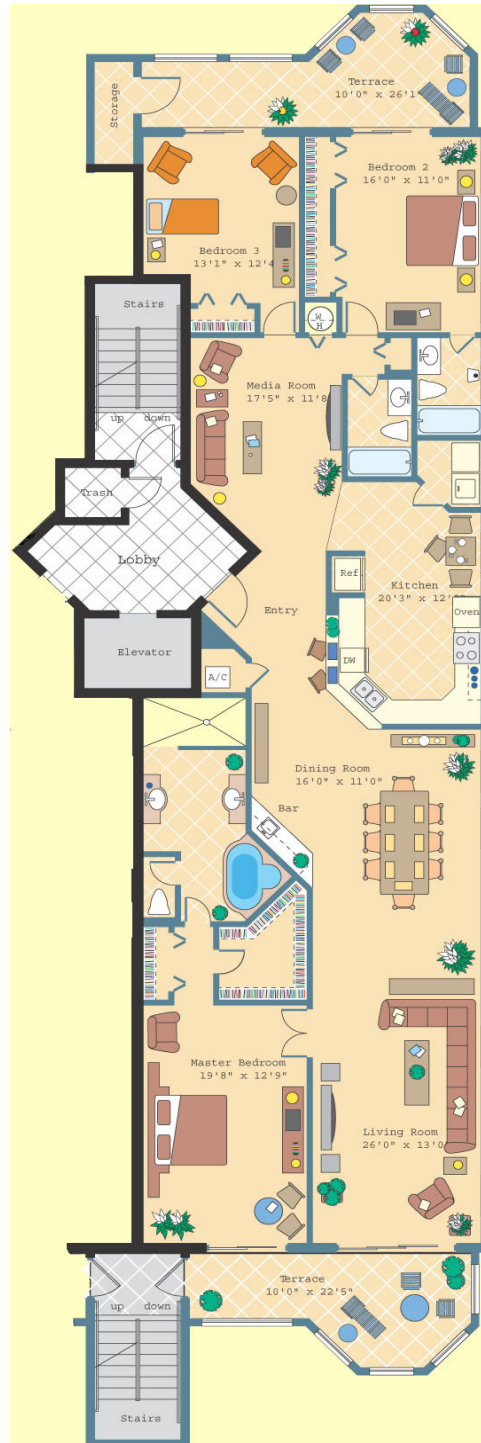 Terrace
10'0" x 26'1"
Storage
Bedroom 2
16'0" x 11'0"
Bedroom 3
13'1" x 12'4
Stairs
W
H
Media Room
17'5" x 11'8
up down
Trash
Lobby
Kitchen
Ref
20'3" x
Oven
Entry
Elevator
DW
A/C
Dining Room
16'0" x 11'0"
Bar
Master Bedroom
19'8" x 12'9"
Living Room
26'0" x 13'0
Terrace
10'0" x 22'5"
up down
Stairs